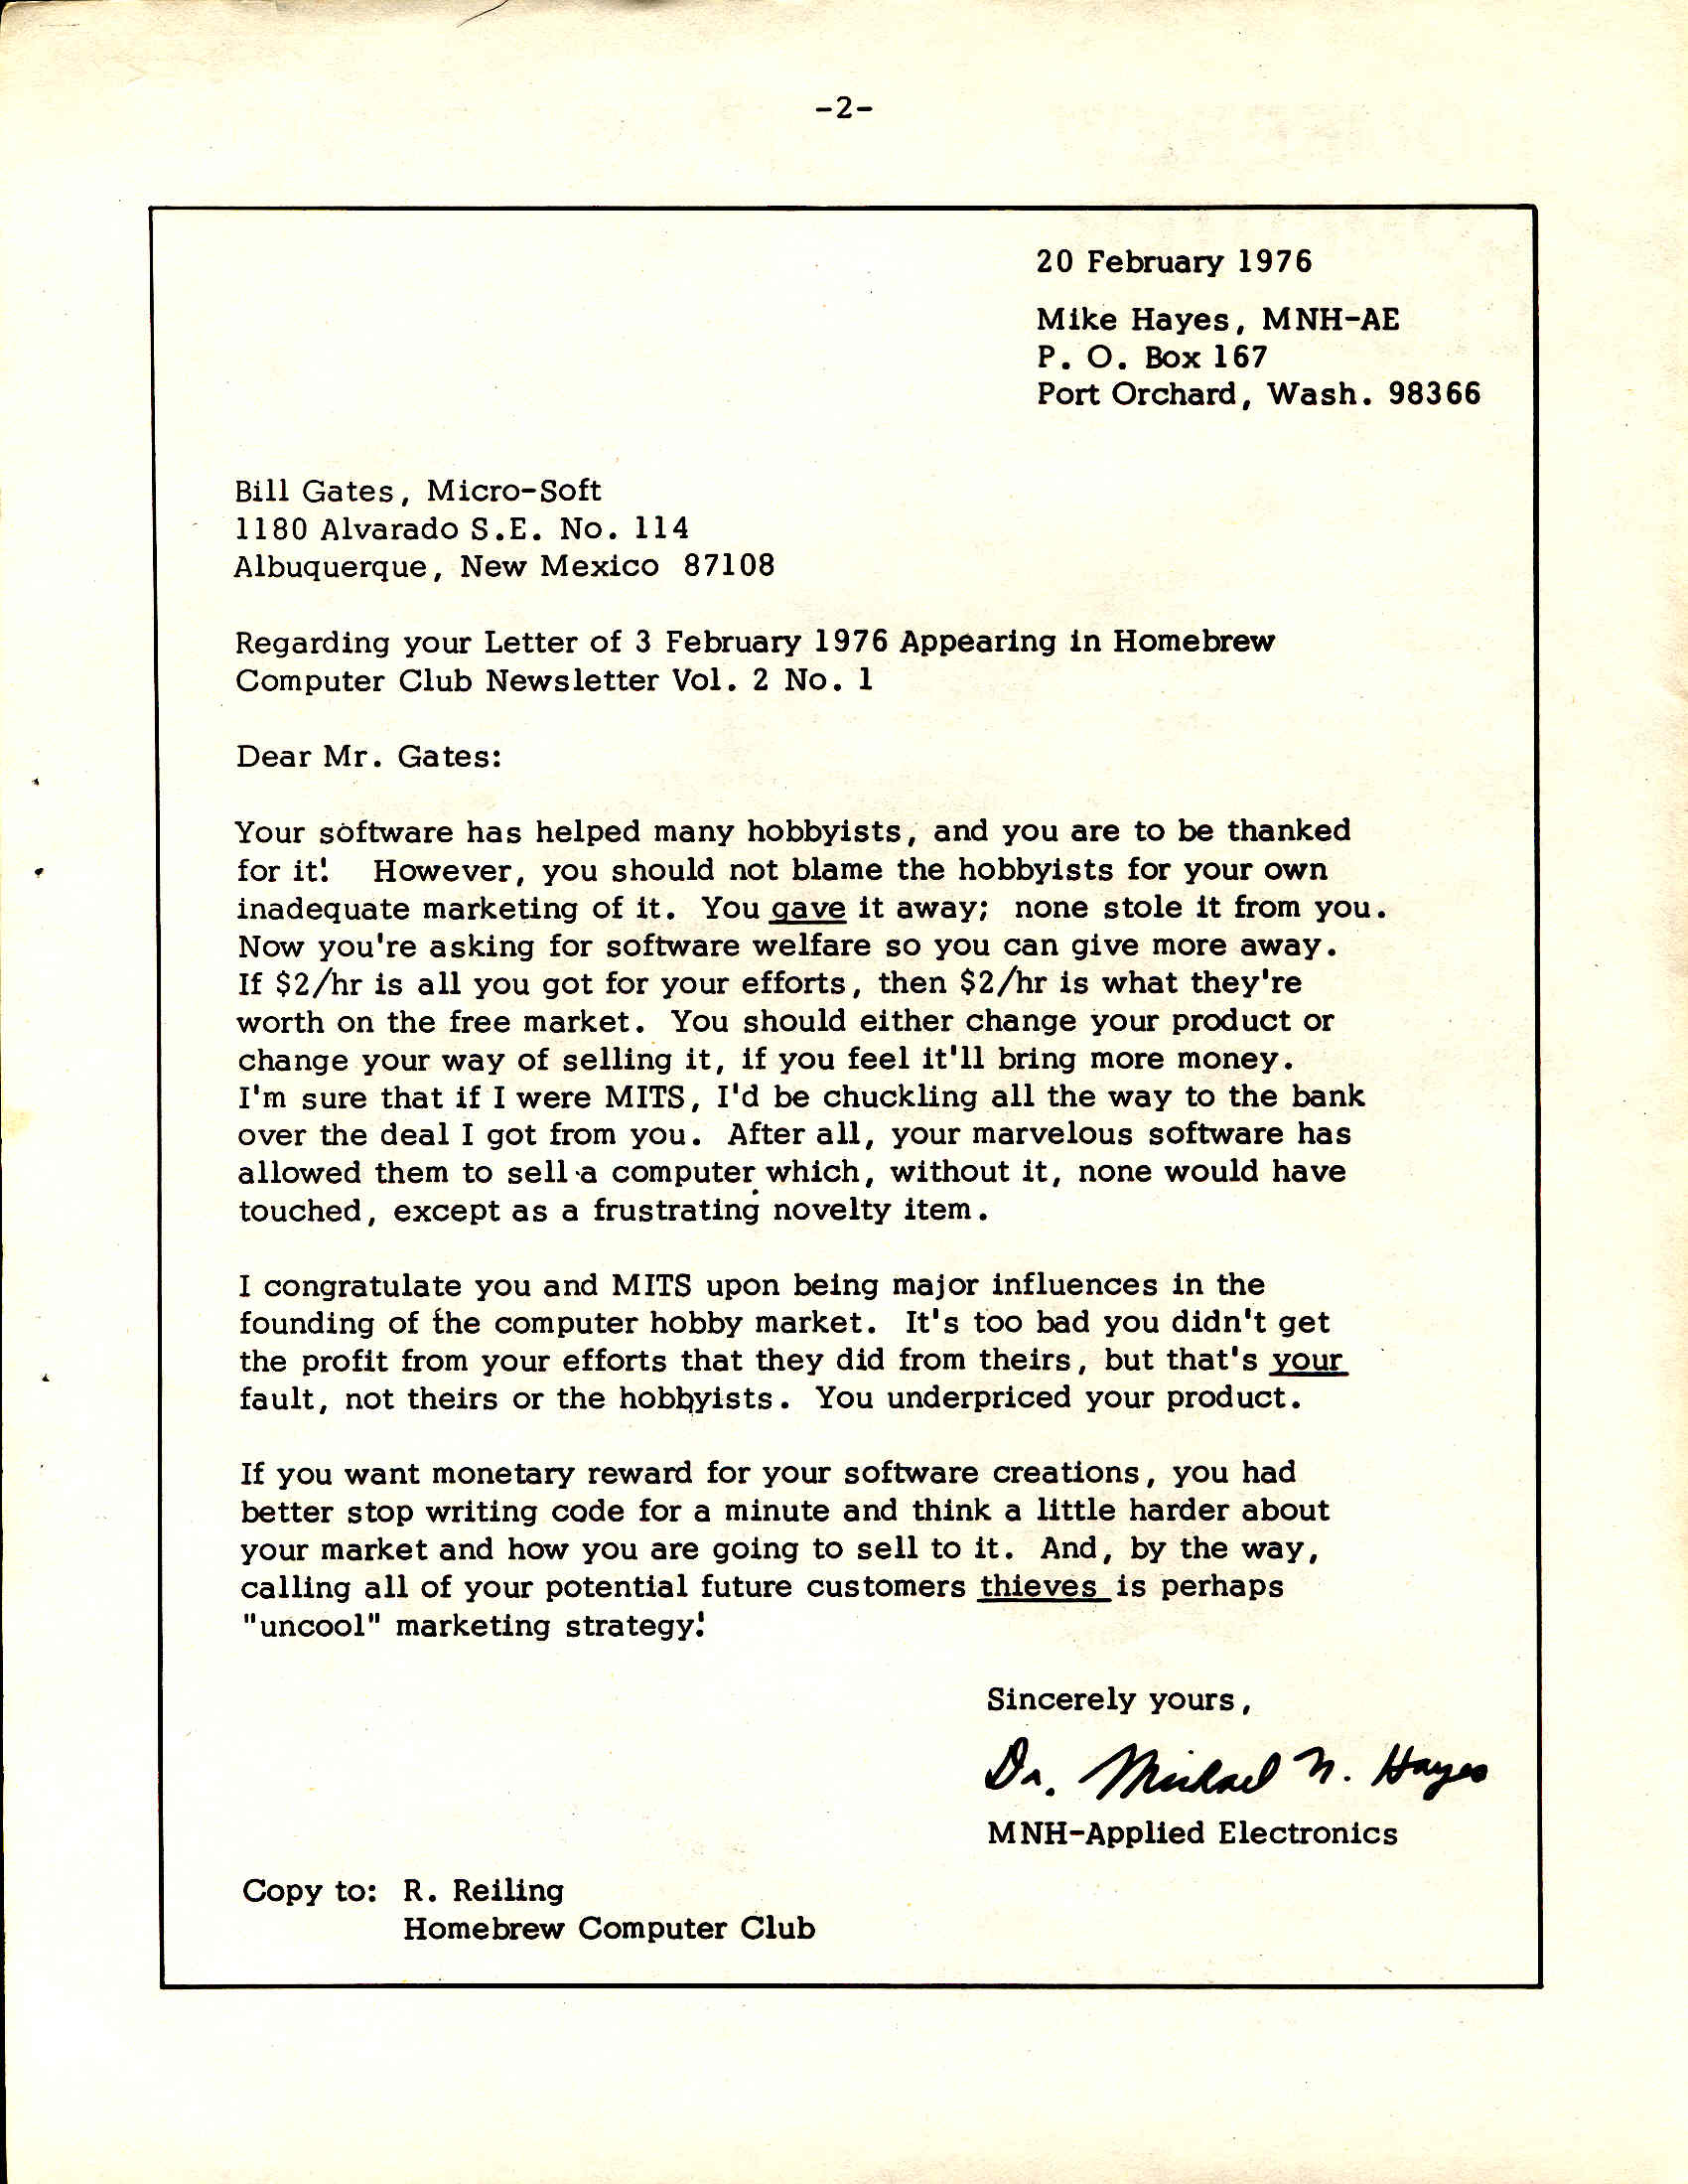 -2-
20 February 1976
Mike Hayes, MNH-AE
P. O. Box 167
Port Orchard, Wash. 98366
Bill Gates, Micro-Soft
1180 Alvarado S.E. No. 114
Albuquerque, New Mexico 87108
Regarding your Letter of 3 February 1976 Appearing in Homebrew
Computer Club Newsletter Vol. 2 No. 1
Dear Mr. Gates:
Your software has helped many hobbyists, and you are to be thanked
for it! However, you should not blame the hobbyists for your own
inadequate marketing of it. You gave it away; none stole it from you.
Now you're asking for software welfare so you can give more away.
If $2/hr is all you got for your efforts, then $2/hr is what they're
worth on the free market. You should either change your product or
change your way of selling it, if you feel it'll bring more money.
I'm sure that if I were MITS, I'd be chuckling all the way to the bank
over the deal I got from you. After all, your marvelous software has
allowed them to sell a computer which, without it, none would have
touched, except as a frustrating novelty item.
I congratulate you and MITS upon being major influences in the
founding of the computer hobby market. It's too bad you didn't get
the profit from your efforts that they did from theirs, but that's your
fault, not theirs or the hobbyists. You underpriced your product.
If you want monetary reward for your software creations, you had
better stop writing code for a minute and think a little harder about
your market and how you are going to sell to it. And, by the way,
calling all of your potential future customers thieves is perhaps
"uncool" marketing strategy!
Sincerely yours,
Dr. Michael N. Hayes
MNH-Applied Electronics
Copy to: R. Reiling
Homebrew Computer Club